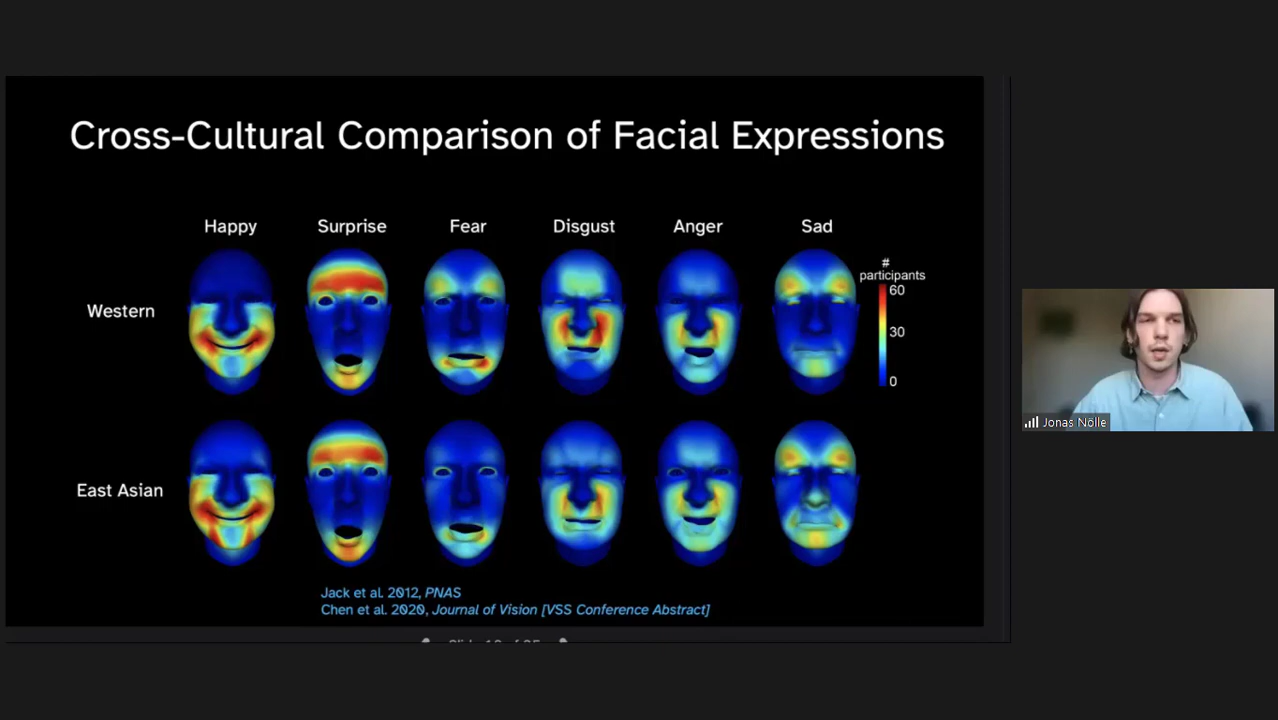 Cross-Cultural Comparison of Facial Expressions
Happy
Surprise
Fear
Disgust
Anger
Sad
#
participants
60
30
0
Western
East Asian
Jack et al. 2012, PNAS
Chen et al. 2020, Journal of Vision [VSS Conference Abstract]
Jonas Nölle